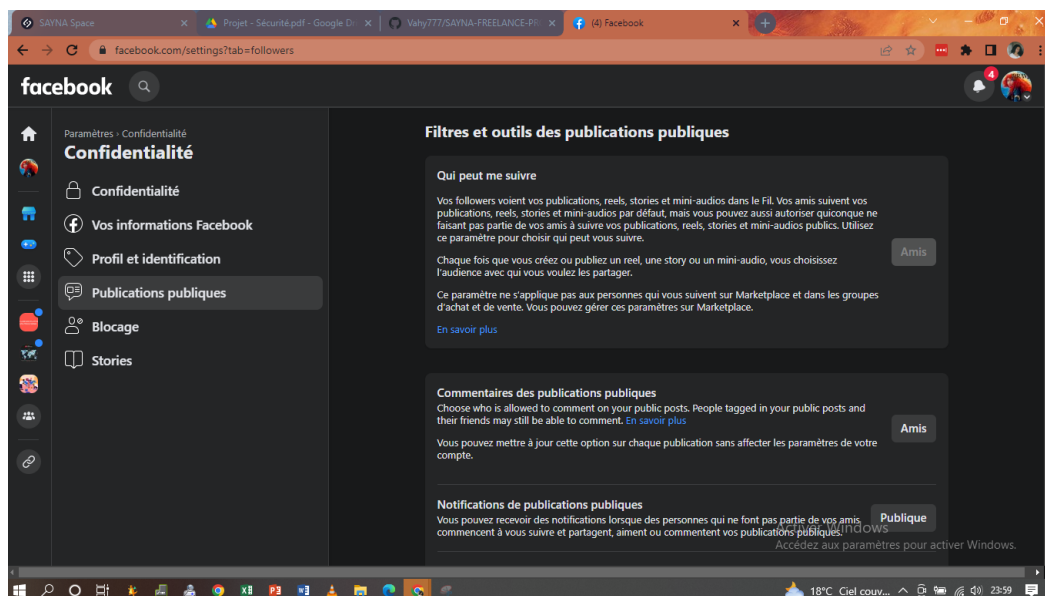 SAYNA Space
Projet - Sécurité.pdf - Google D
Vahy777/SAYNA-FREELANCE-PR
(4) Facebook
facebook.com/settings?tab=followers
facebook
4
Paramètres › Confidentialité
Confidentialité
Confidentialité
Vos informations Facebook
Profil et identification
Publications publiques
Blocage
Stories
Filtres et outils des publications publiques
Qui peut me suivre
Vos followers voient vos publications, reels, stories et mini-audios dans le Fil. Vos amis suivent vos
publications, reels, stories et mini-audios par défaut, mais vous pouvez aussi autoriser quiconque ne
faisant pas partie de vos amis à suivre vos publications, reels, stories et mini-audios publics. Utilisez
ce paramètre pour choisir qui peut vous suivre.
Amis
Chaque fois que vous créez ou publiez un reel, une story ou un mini-audio, vous choisissez
l'audience avec qui vous voulez les partager.
Ce paramètre ne s'applique pas aux personnes qui vous suivent sur Marketplace et dans les groupes
d'achat et de vente. Vous pouvez gérer ces paramètres sur Marketplace.
En savoir plus
Commentaires des publications publiques
Choose who is allowed to comment on your public posts. People tagged in your public posts and
their friends may still be able to comment. En savoir plus
Amis
Vous pouvez mettre à jour cette option sur chaque publication sans affecter les paramètres de votre
compte.
Notifications de publications publiques
Vous pouvez recevoir des notifications lorsque des personnes qui ne font pas partie de vos amis
commencent à vous suivre et partagent, aiment ou commentent vos publications publiques.
Publique
Activer Windows
Accédez aux paramètres pour activer Windows.
18°C Ciel couv...
23:59